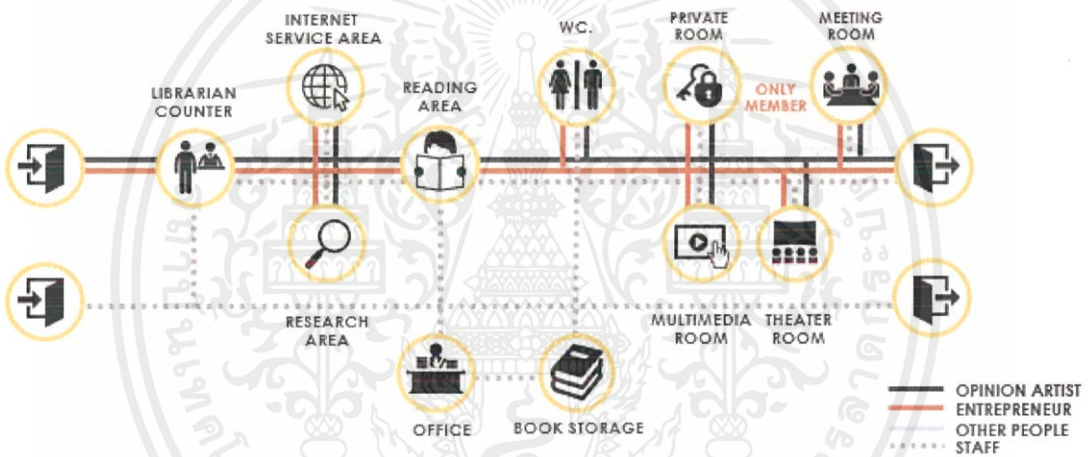 INTERNET
SERVICE AREA
WC.
PRIVATE
ROOM
MEETING
ROOM
LIBRARIAN
COUNTER
READING
AREA
ONLY
MEMBER
RESEARCH
AREA
MULTIMEDIA
ROOM
THEATER
ROOM
OFFICE
BOOK STORAGE
OPINION ARTIST
ENTREPRENEUR
OTHER PEOPLE
STAFF